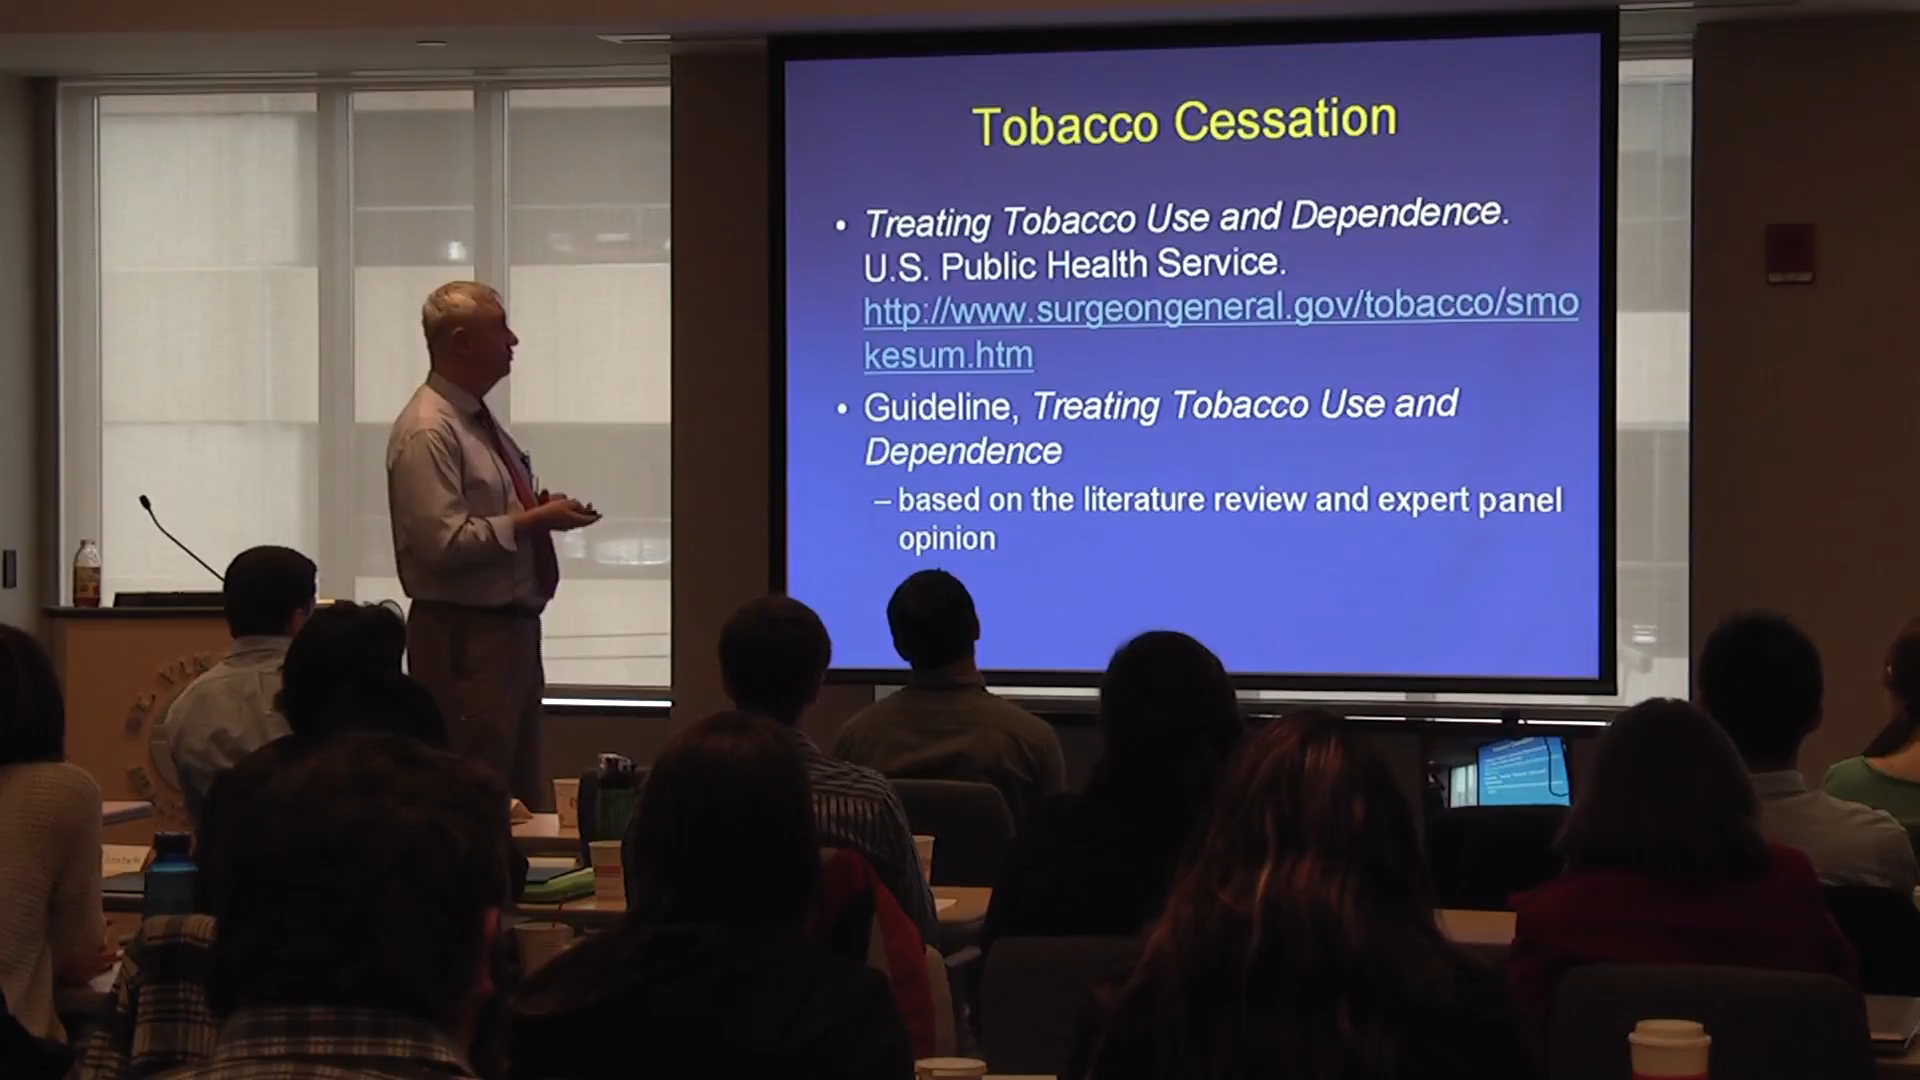 Tobacco Cessation
• Treating Tobacco Use and Dependence.
U.S. Public Health Service.
http://www.surgeongeneral.gov/tobacco/smo
kesum.htm
• Guideline, Treating Tobacco Use and
Dependence
– based on the literature review and expert panel
opinion